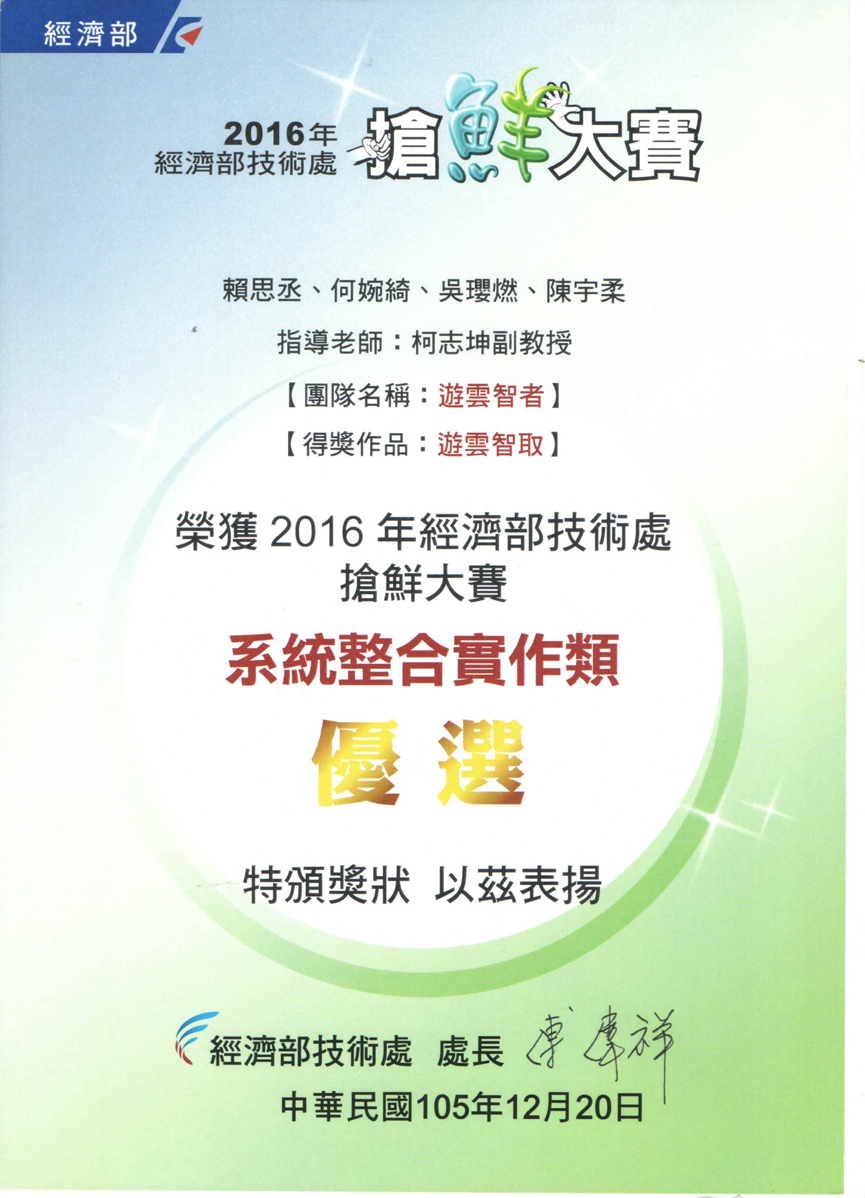 經濟部
2016年
經濟部技術處
搶鮮大賽
賴思丞、何婉綺、吳瓔燃、陳宇柔
指導老師：柯志坤副教授
【團隊名稱：遊雲智者】
【得獎作品：遊雲智取】
榮獲 2016 年經濟部技術處
搶鮮大賽
系統整合實作類
優選
特頒獎狀 以茲表揚
經濟部技術處 處長
中華民國105年12月20日